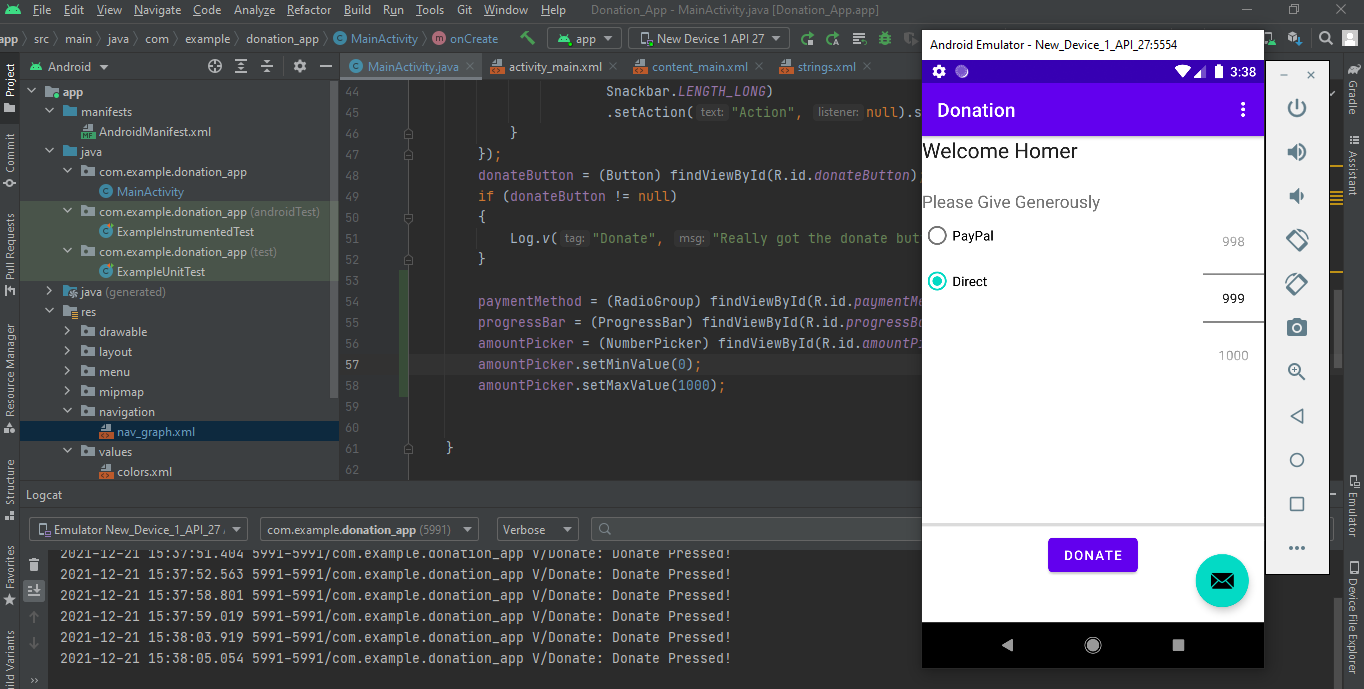 File Edit View Navigate Code Analyze Refactor Build Run Tools Git Window Help Donation_App - MainActivity.java [Donation_App.app]
app src main java com example donation_app MainActivity onCreate app New Device 1 API 27
Android
MainActivity.java activity_main.xml content_main.xml strings.xml
Project
Commit
Pull Requests
Resource Manager
Structure
Favorites
ild Variants
app
manifests
AndroidManifest.xml
java
com.example.donation_app
MainActivity
com.example.donation_app (androidTest)
ExampleInstrumentedTest
com.example.donation_app (test)
ExampleUnitTest
java (generated)
res
drawable
layout
menu
mipmap
navigation
nav_graph.xml
values
colors.xml
44 Snackbar.LENGTH_LONG)
45 .setAction( text: "Action", listener: null).s
46 }
47 });
48 donateButton = (Button) findViewById(R.id.donateButton);
49 if (donateButton != null)
50 {
51 Log.v( tag: "Donate", msg: "Really got the donate but
52 }
53
54 paymentMethod = (RadioGroup) findViewById(R.id.paymentMe
55 progressBar = (ProgressBar) findViewById(R.id.progressBa
56 amountPicker = (NumberPicker) findViewById(R.id.amountPi
57 amountPicker.setMinValue(0);
58 amountPicker.setMaxValue(1000);
59
60
61 }
62
Logcat
Emulator New_Device_1_API_27 com.example.donation_app (5991) Verbose
2021-12-21 15:37:51.404 5991-5991/com.example.donation_app V/Donate: Donate Pressed!
2021-12-21 15:37:52.563 5991-5991/com.example.donation_app V/Donate: Donate Pressed!
2021-12-21 15:37:58.801 5991-5991/com.example.donation_app V/Donate: Donate Pressed!
2021-12-21 15:37:59.019 5991-5991/com.example.donation_app V/Donate: Donate Pressed!
2021-12-21 15:38:03.919 5991-5991/com.example.donation_app V/Donate: Donate Pressed!
2021-12-21 15:38:05.054 5991-5991/com.example.donation_app V/Donate: Donate Pressed!
Android Emulator - New_Device_1_API_27:5554
3:38
Donation
Welcome Homer
Please Give Generously
PayPal
Direct
998
999
1000
DONATE
Gradle
Assistant
Emulator
Device File Explorer